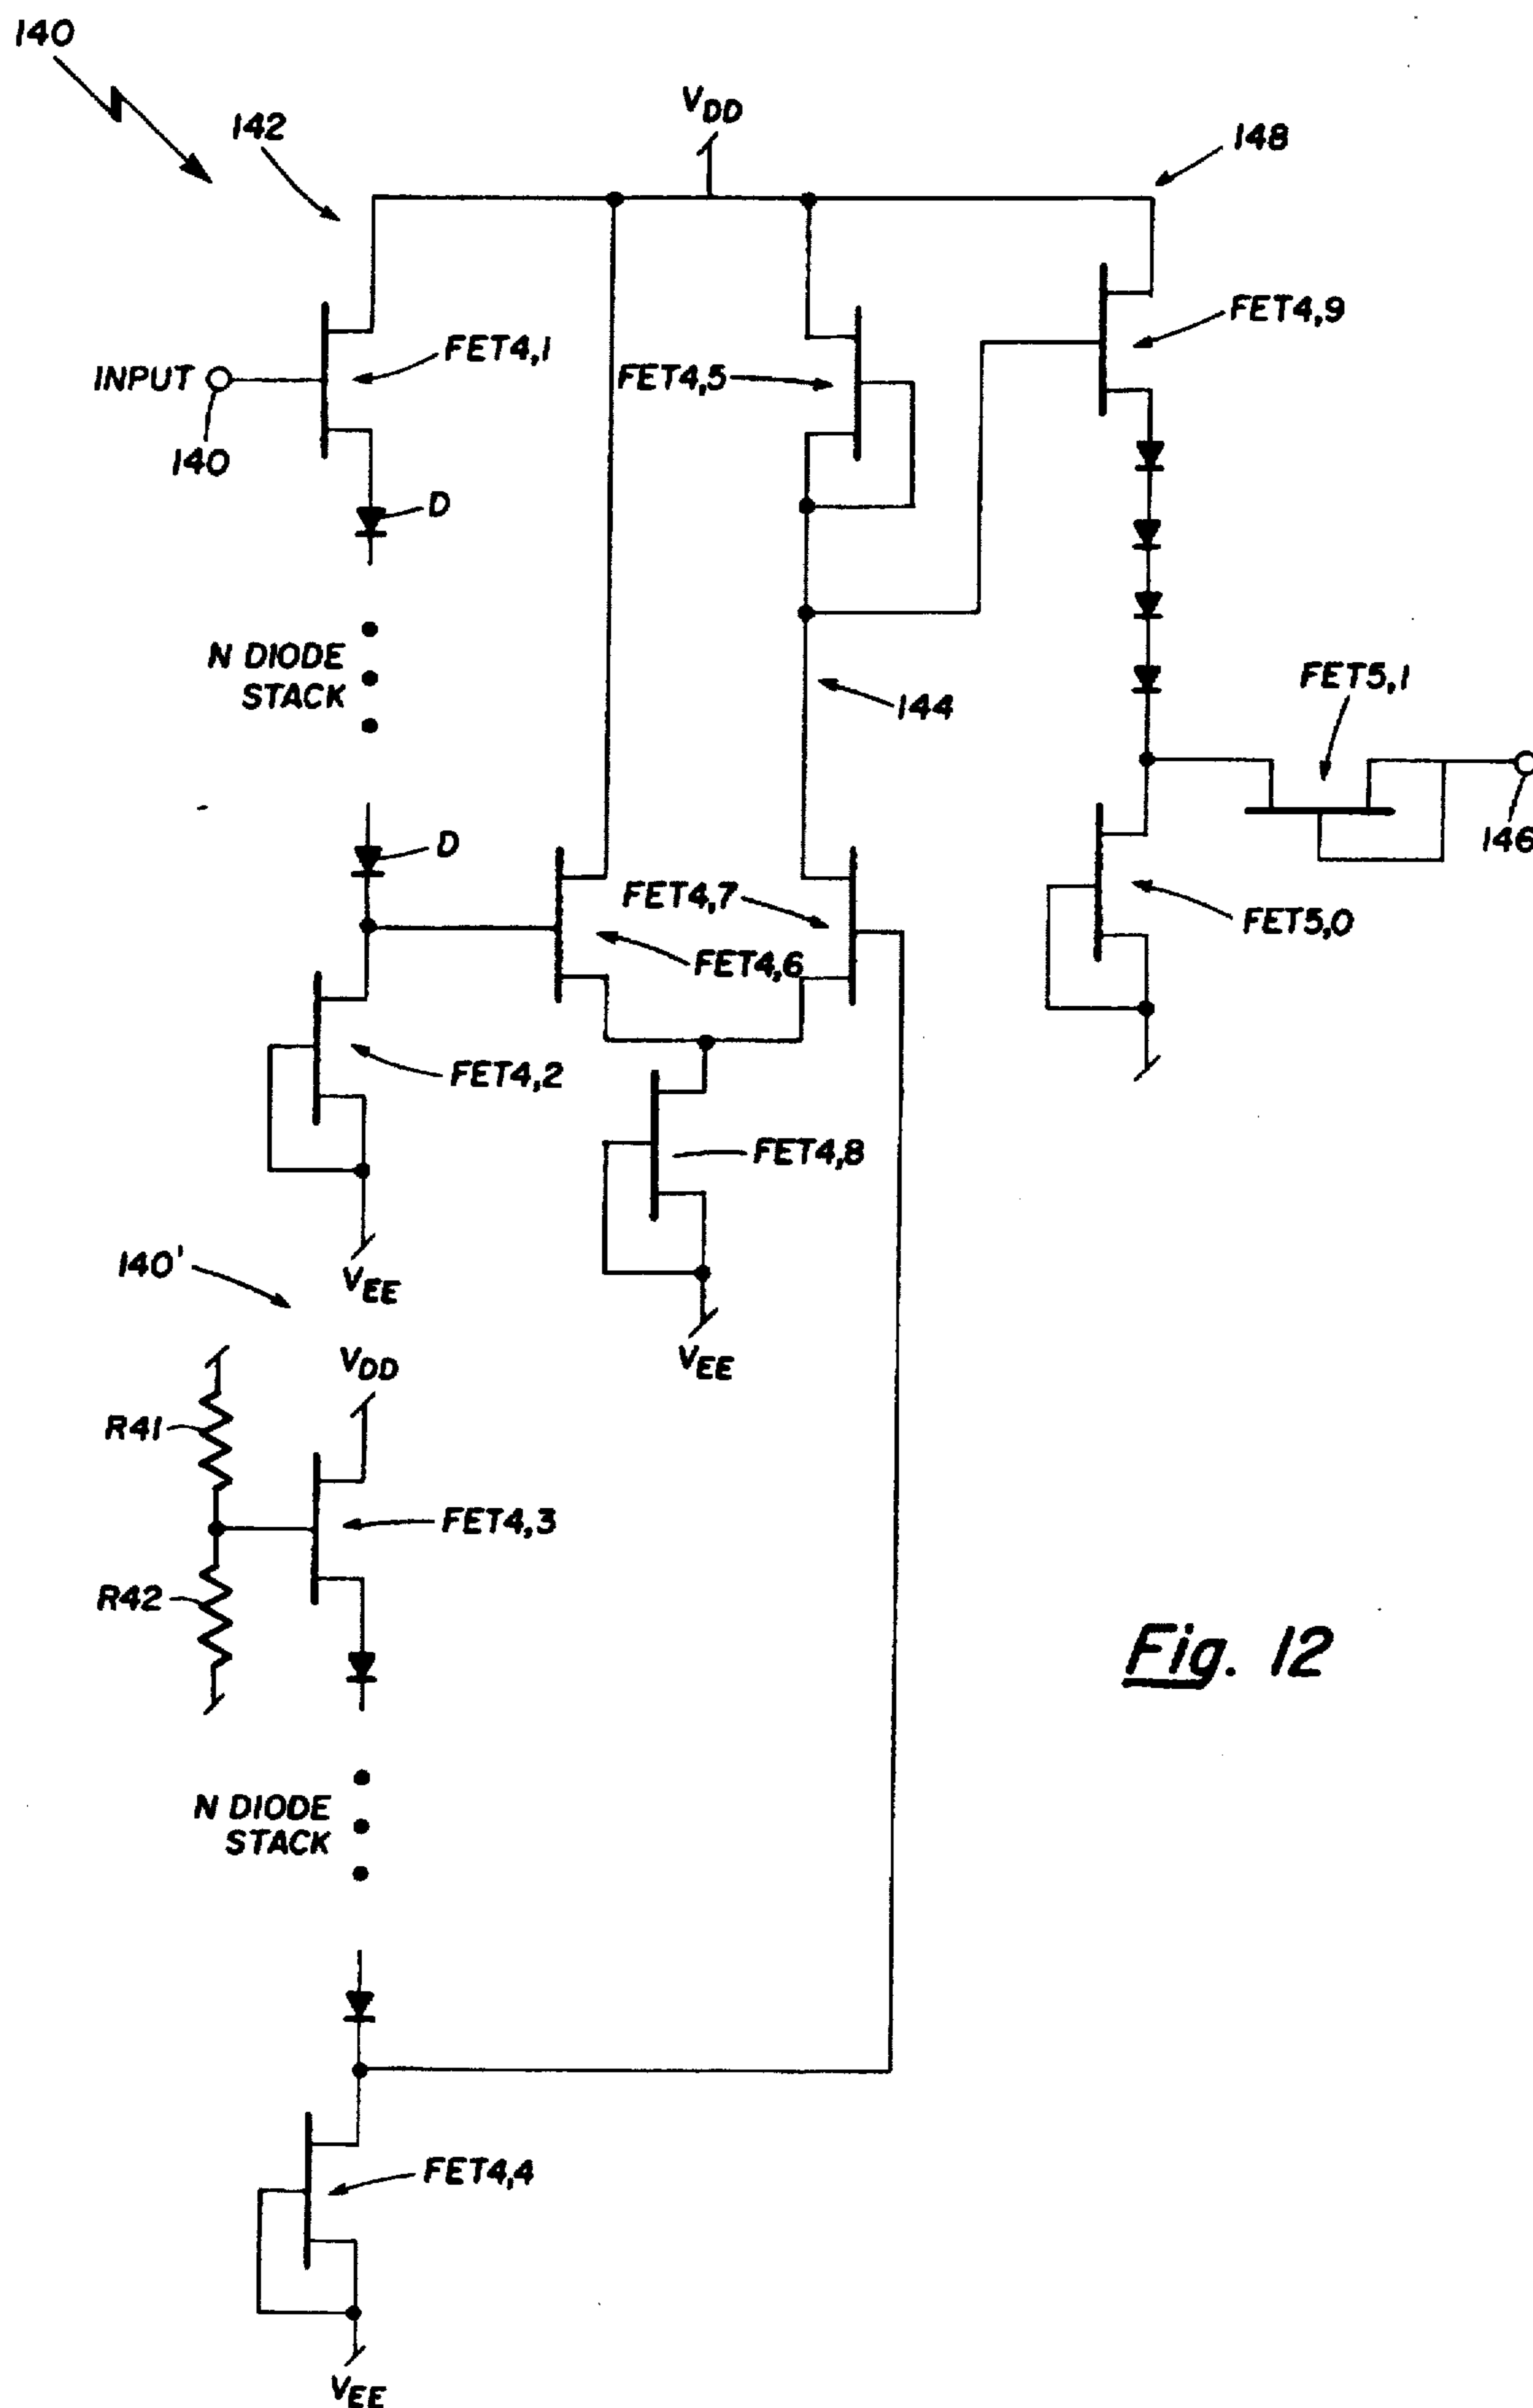 140
142
VDD
148
FET4,1
FET4,5
FET4,9
INPUT
140
D
N DIODE
STACK
144
FET5,1
146
D
FET4,7
FET4,6
FET5,0
FET4,2
FET4,8
140'
VEE
VDD
VEE
R41
FET4,3
R42
Fig. 12
N DIODE
STACK
FET4,4
VEE